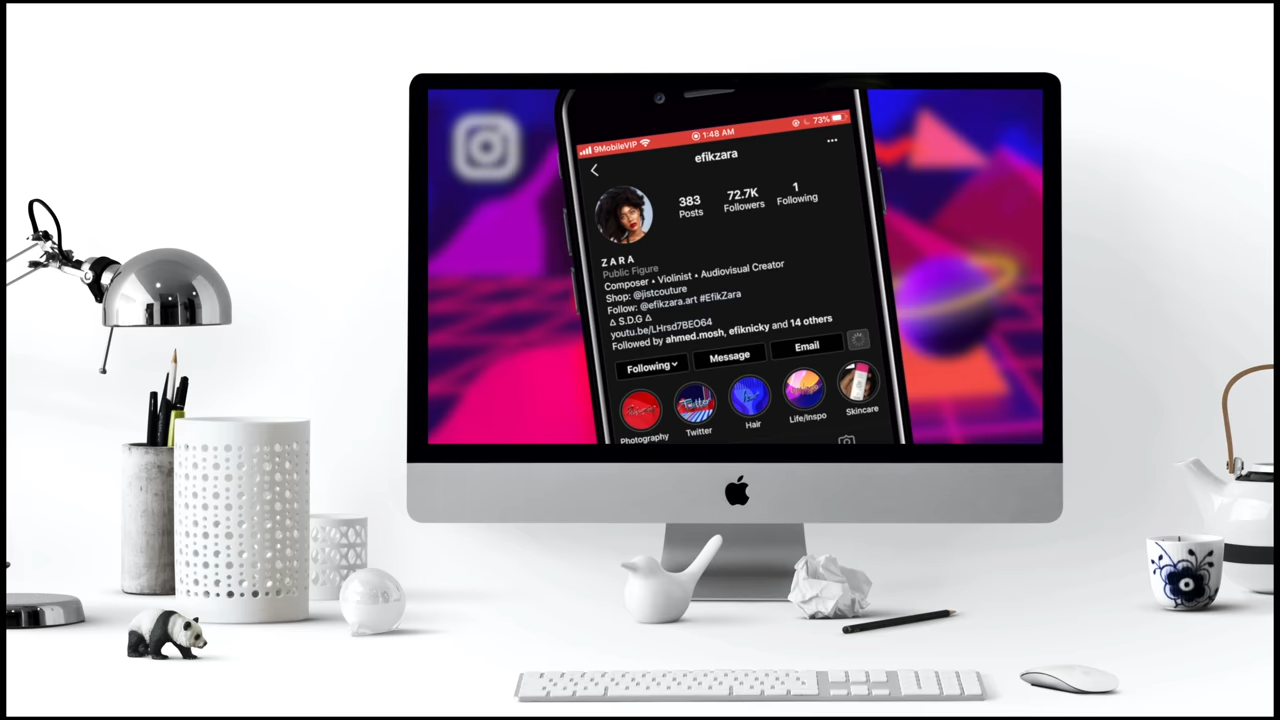 9MobileVIP 1:48 AM 73%
efikzara
383 72.7K 1
Posts Followers Following
ZARA
Public Figure
Composer • Violinist • Audiovisual Creator
Shop: @jistcouture
Follow: @efikzara.art #EfikZara
∆ S.D.G ∆
youtu.be/LHrsd7BEO64
Followed by ahmed.mosh, efiknicky and 14 others
Following Message Email
Twitter
Photography Twitter Hair Life/Inspo Skincare